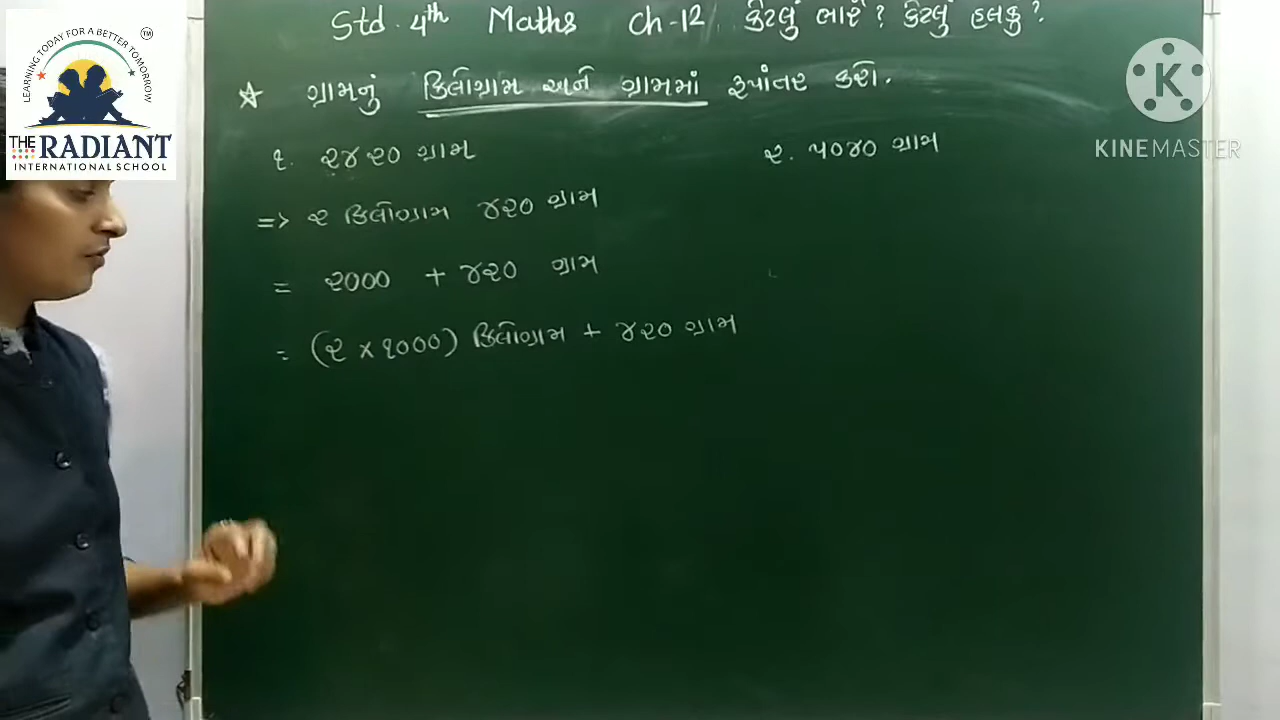 LEARNING TODAY FOR A BETTER TOMORROW
TM
THE RADIANT
INTERNATIONAL SCHOOL
Std. 4th Maths Ch-12 કેટલું ભારે? કેટલું હલકુ?
K
KINEMASTER
☆ ગ્રામનું કિલોગ્રામ અને ગ્રામમાં રૂપાંતર કરો.
૧. ૨૪૨૦ ગ્રામ
૨. ૫૦૪૦ ગ્રામ
=> ૨ કિલોગ્રામ ૪૨૦ ગ્રામ
= ૨૦૦૦ + ૪૨૦ ગ્રામ
= (૨ × ૧૦૦૦) કિલોગ્રામ + ૪૨૦ ગ્રામ